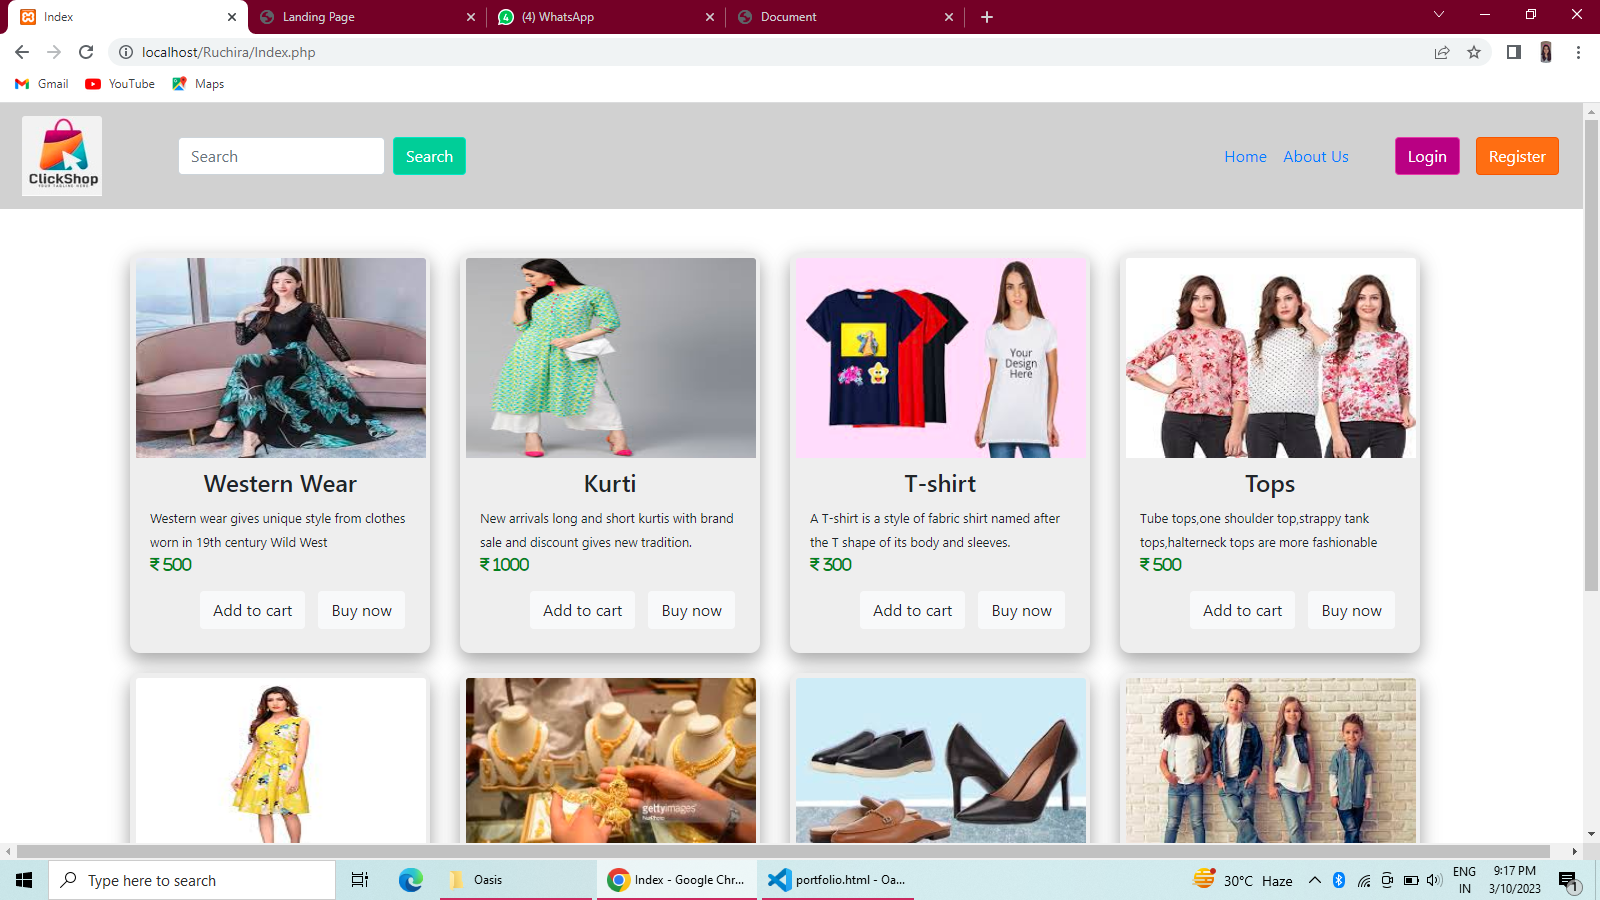 Index
Landing Page
(4) WhatsApp
Document
localhost/Ruchira/Index.php
Gmail
YouTube
Maps
ClickShop
YOUR TAGLINE HERE
Search
Search
Home
About Us
Login
Register
Your
Design
Here
Western Wear
Western wear gives unique style from clothes
worn in 19th century Wild West
₹ 500
Add to cart
Buy now
Kurti
New arrivals long and short kurtis with brand
sale and discount gives new tradition.
₹ 1000
Add to cart
Buy now
T-shirt
A T-shirt is a style of fabric shirt named after
the T shape of its body and sleeves.
₹ 300
Add to cart
Buy now
Tops
Tube tops,one shoulder top,strappy tank
tops,halterneck tops are more fashionable
₹ 500
Add to cart
Buy now
gettyimages
Type here to search
Oasis
Index - Google Chr...
portfolio.html - Oa...
30°C Haze
ENG
IN
9:17 PM
3/10/2023
1